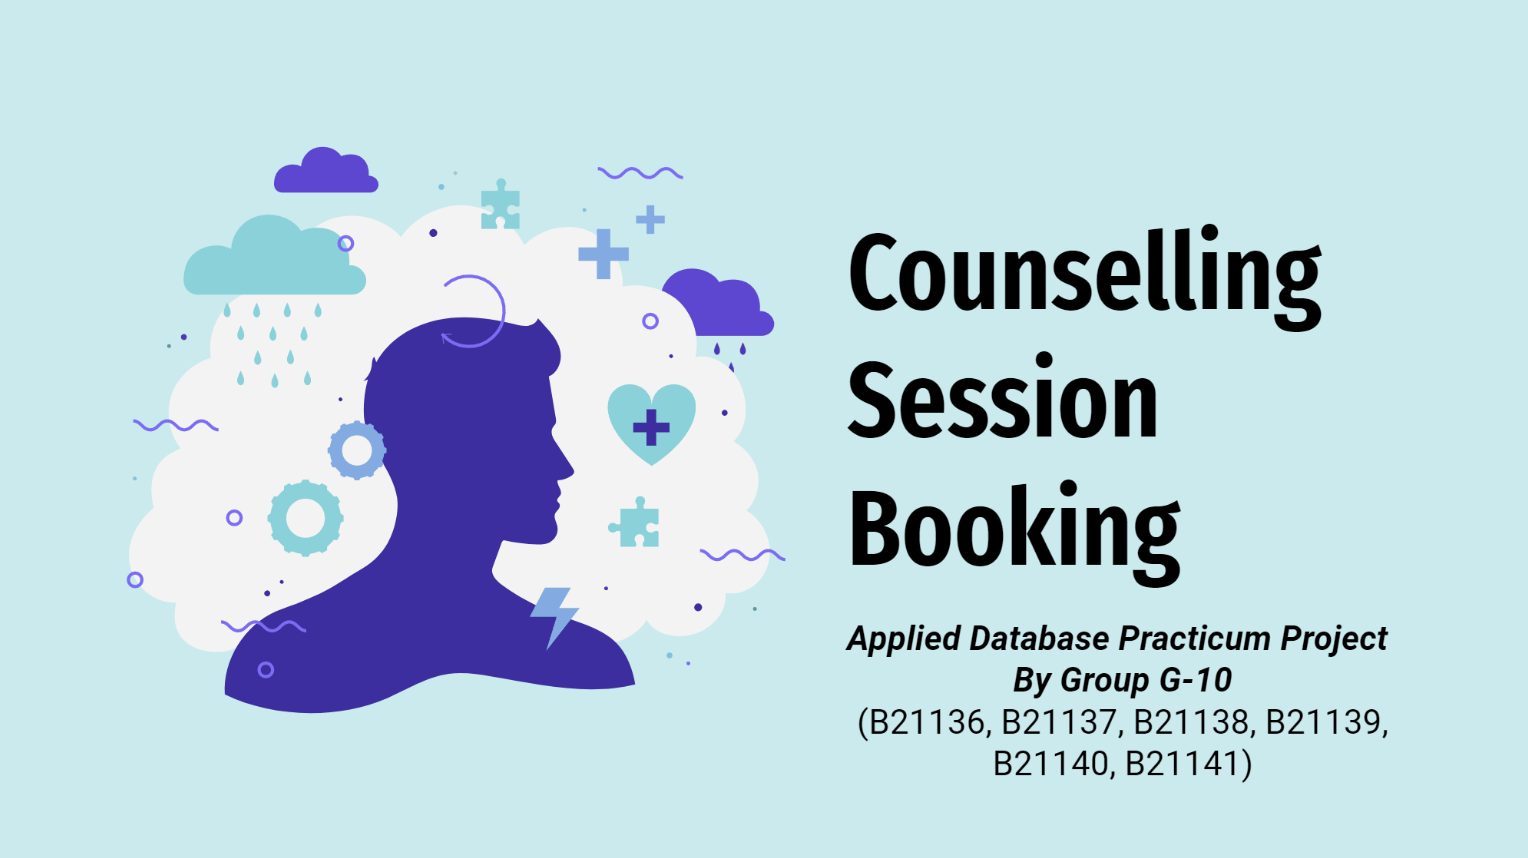 Counselling
Session
Booking
Applied Database Practicum Project
By Group G-10
(B21136, B21137, B21138, B21139,
B21140, B21141)